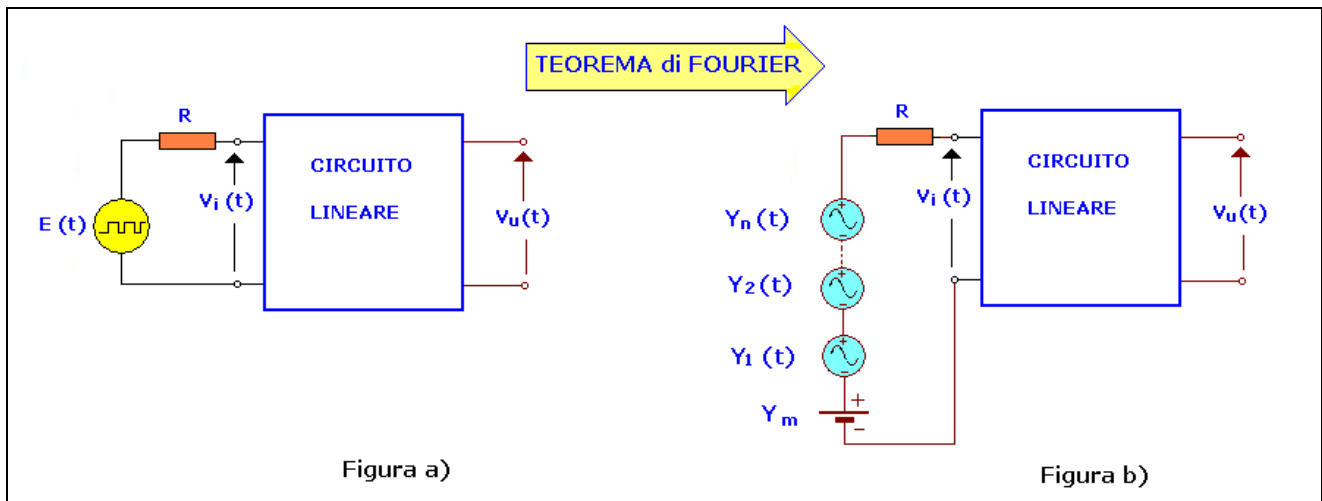 TEOREMA di FOURIER
R
E (t)
Vi (t)
CIRCUITO
LINEARE
Vu(t)
Figura a)
R
Yn (t)
Y2 (t)
Y1 (t)
Ym
+
−
Vi (t)
CIRCUITO
LINEARE
Vu(t)
Figura b)